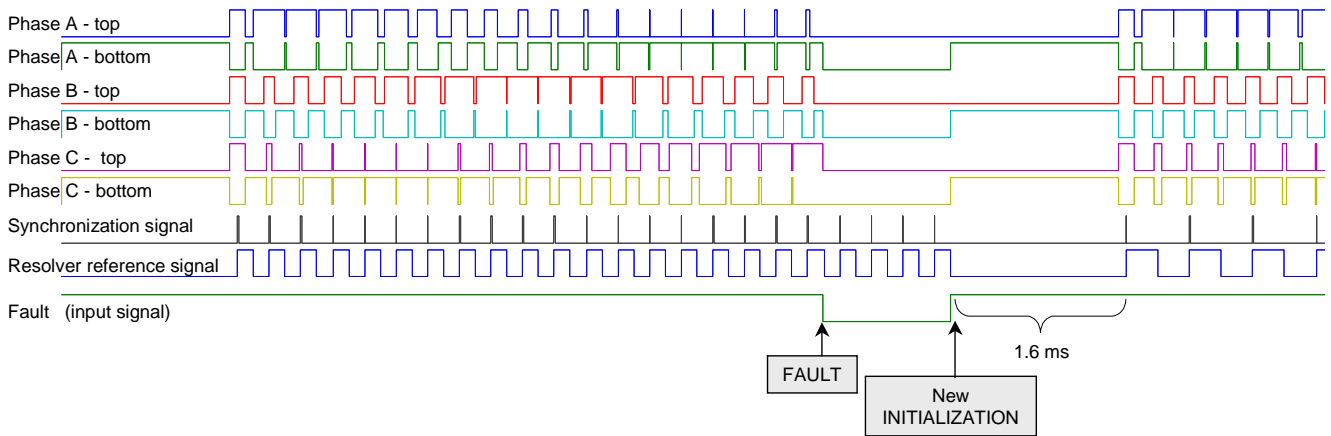 Phase A - top
Phase A - bottom
Phase B - top
Phase B - bottom
Phase C - top
Phase C - bottom
Synchronization signal
Resolver reference signal
Fault (input signal)
1.6 ms
FAULT
New
INITIALIZATION